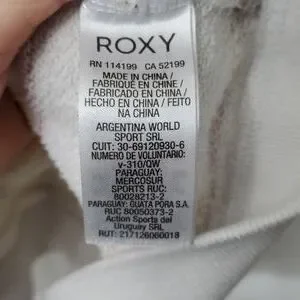 ROXY
RN 114199 CA 52199
MADE IN CHINA /
FABRIQUÉ EN CHINE /
FABRICADO EN CHINA /
HECHO EN CHINA / FEITO
NA CHINA
ARGENTINA WORLD
SPORT SRL
CUIT: 30-69120930-6
NUMERO DE VOLUNTARIO:
v-310/QW
PARAGUAY:
MERCOSUR
SPORTS RUC:
80028213-2
PARAGUAY: GUATA PORA S.A.
RUC 80050373-2
Action Sports del
Uruguay SRL
RUT: 217126060018